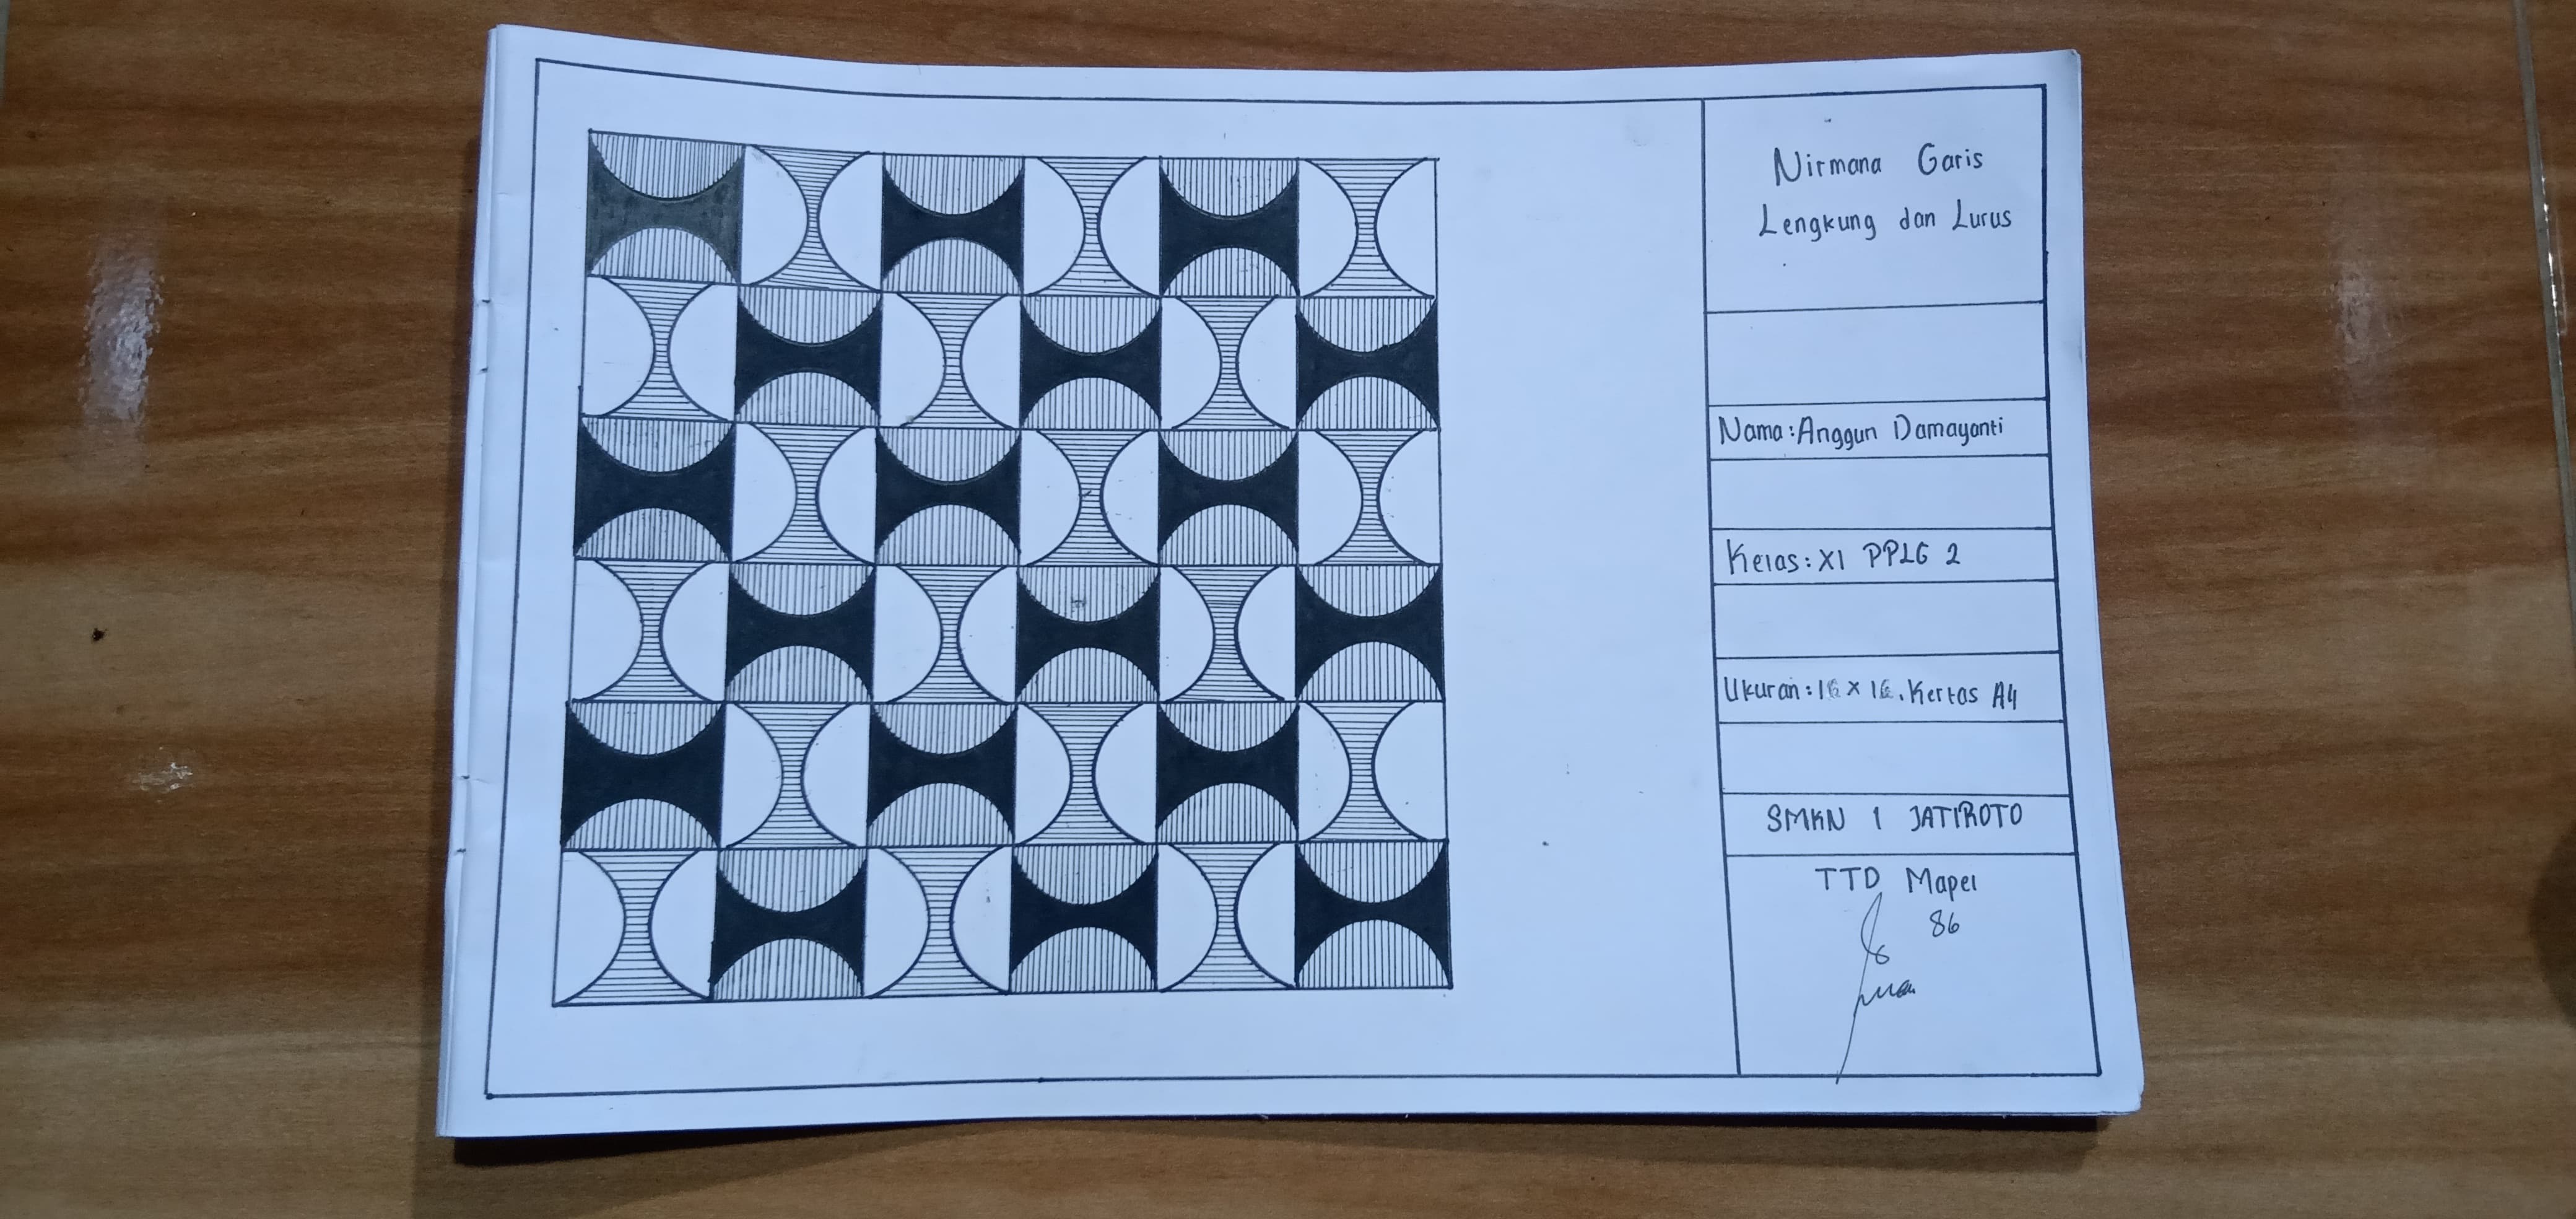 Nirmana Garis
Lengkung dan Lurus
Nama: Anggun Damayanti
Kelas: XI PPLG 2
Ukuran: 16 x 16. Kertas A4
SMKN 1 JATIROTO
TTD Mapel
86